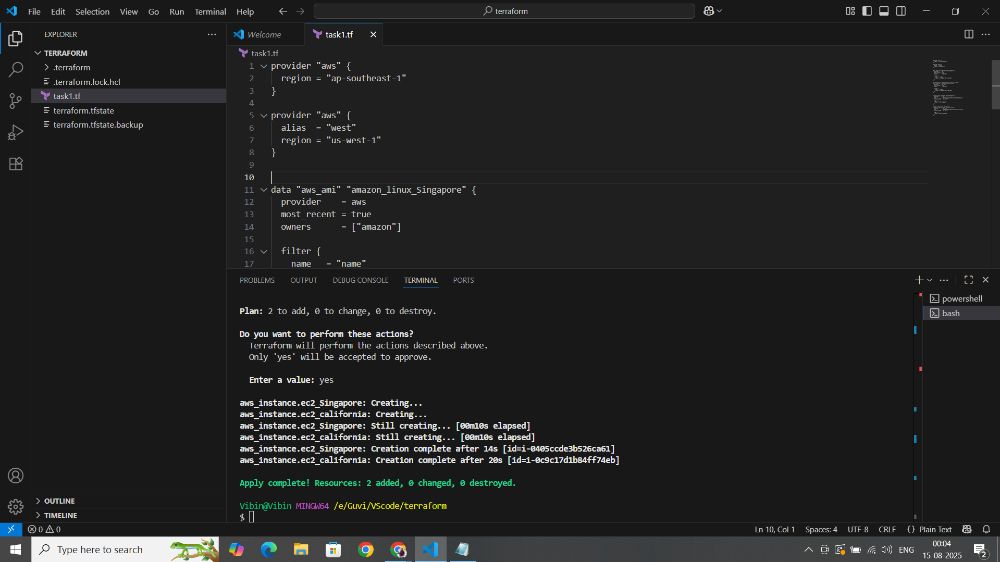 File Edit Selection View Go Run Terminal Help
terraform
EXPLORER
TERRAFORM
.terraform
.terraform.lock.hcl
task1.tf
terraform.tfstate
terraform.tfstate.backup
OUTLINE
TIMELINE
Welcome
task1.tf
task1.tf
1 provider "aws" {
2 region = "ap-southeast-1"
3 }
4
5 provider "aws" {
6 alias = "west"
7 region = "us-west-1"
8 }
9
10
11 data "aws_ami" "amazon_linux_Singapore" {
12 provider = aws
13 most_recent = true
14 owners = ["amazon"]
15
16 filter {
17 name = "name"
PROBLEMS OUTPUT DEBUG CONSOLE TERMINAL PORTS
powershell
bash
Plan: 2 to add, 0 to change, 0 to destroy.
Do you want to perform these actions?
Terraform will perform the actions described above.
Only 'yes' will be accepted to approve.
Enter a value: yes
aws_instance.ec2_Singapore: Creating...
aws_instance.ec2_california: Creating...
aws_instance.ec2_Singapore: Still creating... [00m10s elapsed]
aws_instance.ec2_california: Still creating... [00m10s elapsed]
aws_instance.ec2_Singapore: Creation complete after 14s [id=i-0405ccde3b526ca61]
aws_instance.ec2_california: Creation complete after 20s [id=i-0c9c17d1b84ff74eb]
Apply complete! Resources: 2 added, 0 changed, 0 destroyed.
Vibin@Vibin MINGW64 /e/Guvi/VScode/terraform
$
0 0
Ln 10, Col 1 Spaces: 4 UTF-8 CRLF {} Plain Text
Type here to search
ENG
00:04
15-08-2025
2